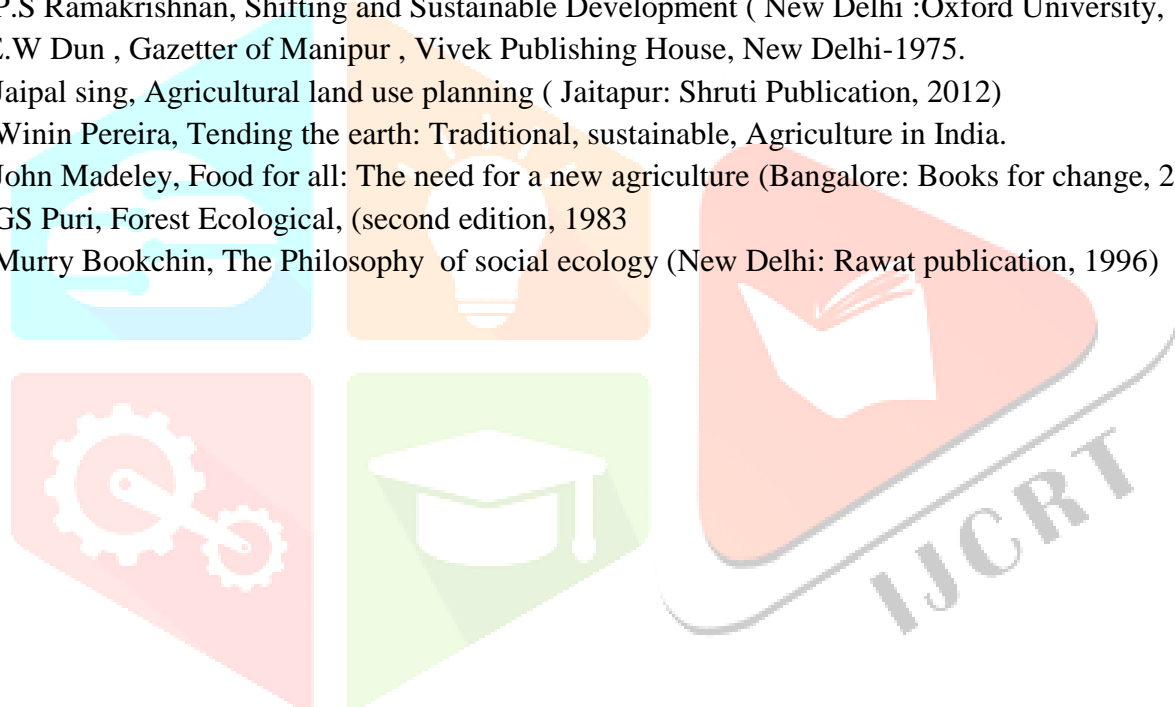 P.S Ramakrishnan, Shifting and Sustainable Development ( New Delhi :Oxford University,
E.W Dun , Gazetter of Manipur , Vivek Publishing House, New Delhi-1975.
Jaipal sing, Agricultural land use planning ( Jaitapur: Shruti Publication, 2012)
Winin Pereira, Tending the earth: Traditional, sustainable, Agriculture in India.
John Madeley, Food for all: The need for a new agriculture (Bangalore: Books for change, 2
GS Puri, Forest Ecological, (second edition, 1983
Murry Bookchin, The Philosophy of social ecology (New Delhi: Rawat publication, 1996)
IJCRT